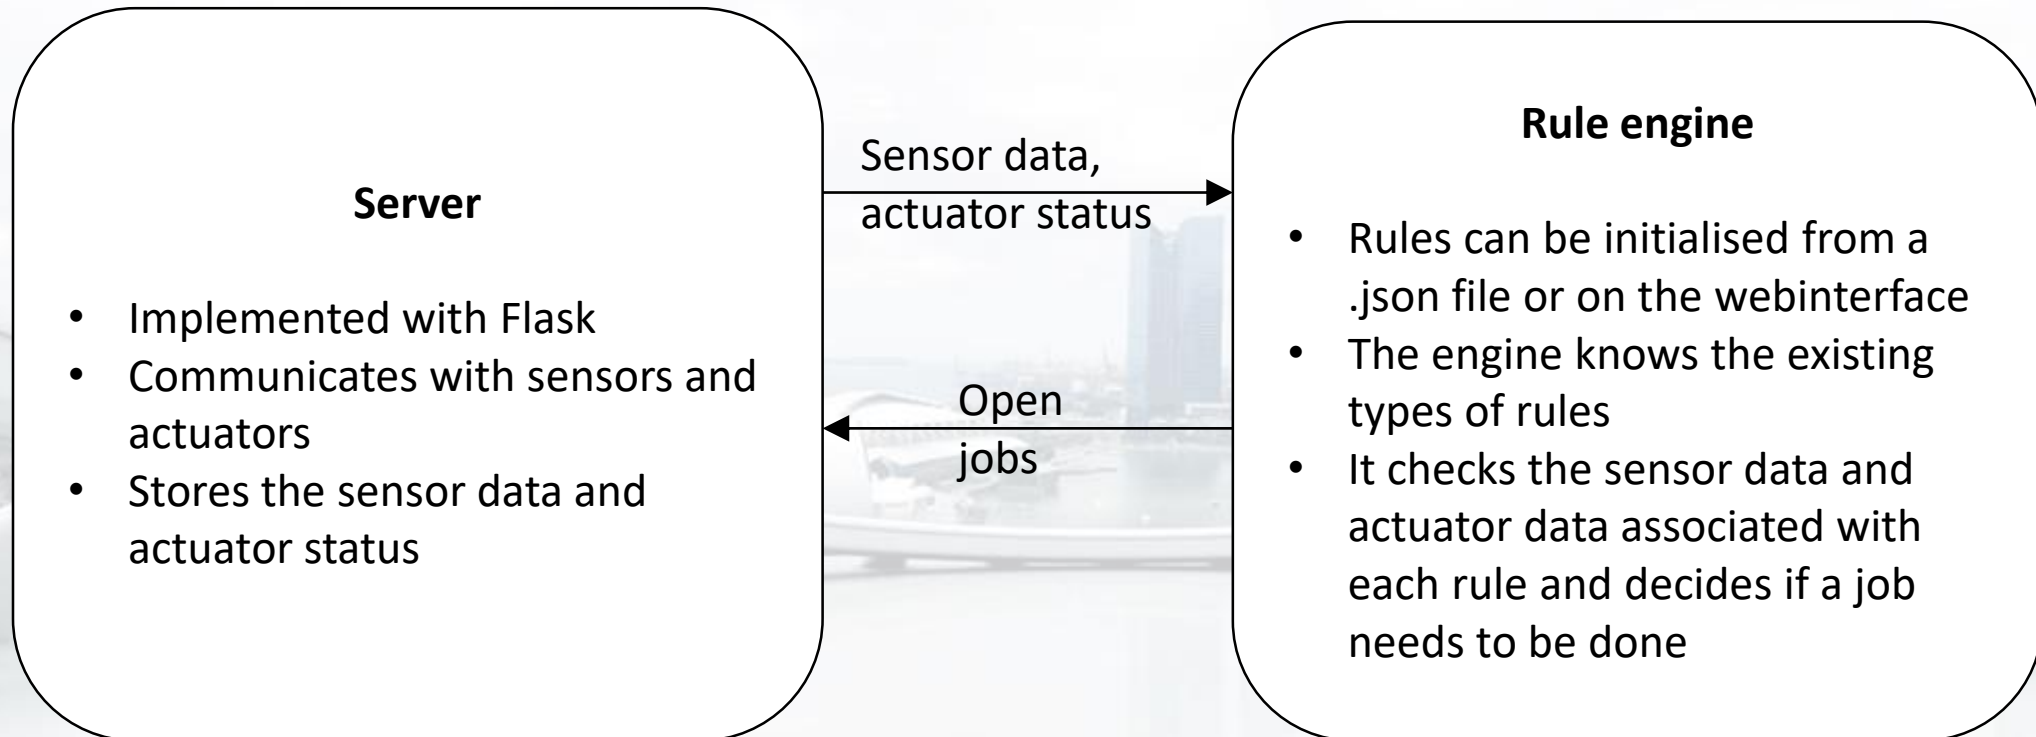 Server
• Implemented with Flask
• Communicates with sensors and
actuators
• Stores the sensor data and
actuator status
Sensor data,
actuator status
Open
jobs
Rule engine
• Rules can be initialised from a
.json file or on the webinterface
• The engine knows the existing
types of rules
• It checks the sensor data and
actuator data associated with
each rule and decides if a job
needs to be done